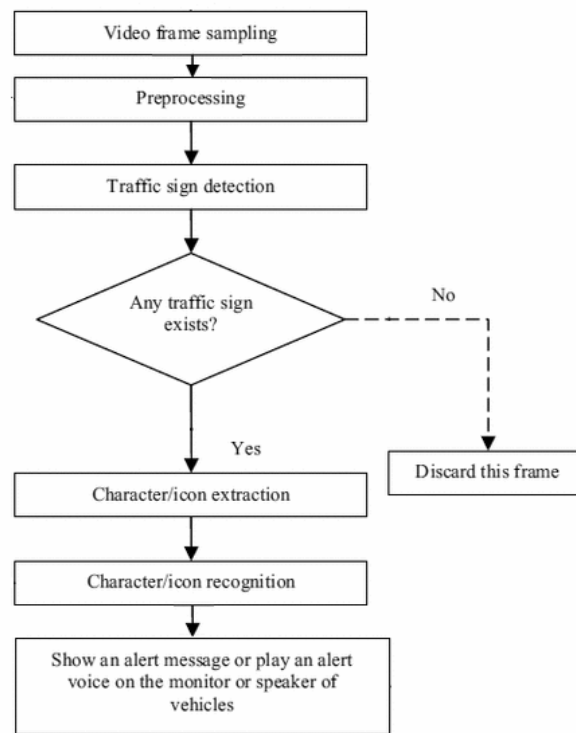 Video frame sampling
Preprocessing
Traffic sign detection
Any traffic sign
exists?
No
Yes
Discard this frame
Character/icon extraction
Character/icon recognition
Show an alert message or play an alert
voice on the monitor or speaker of
vehicles